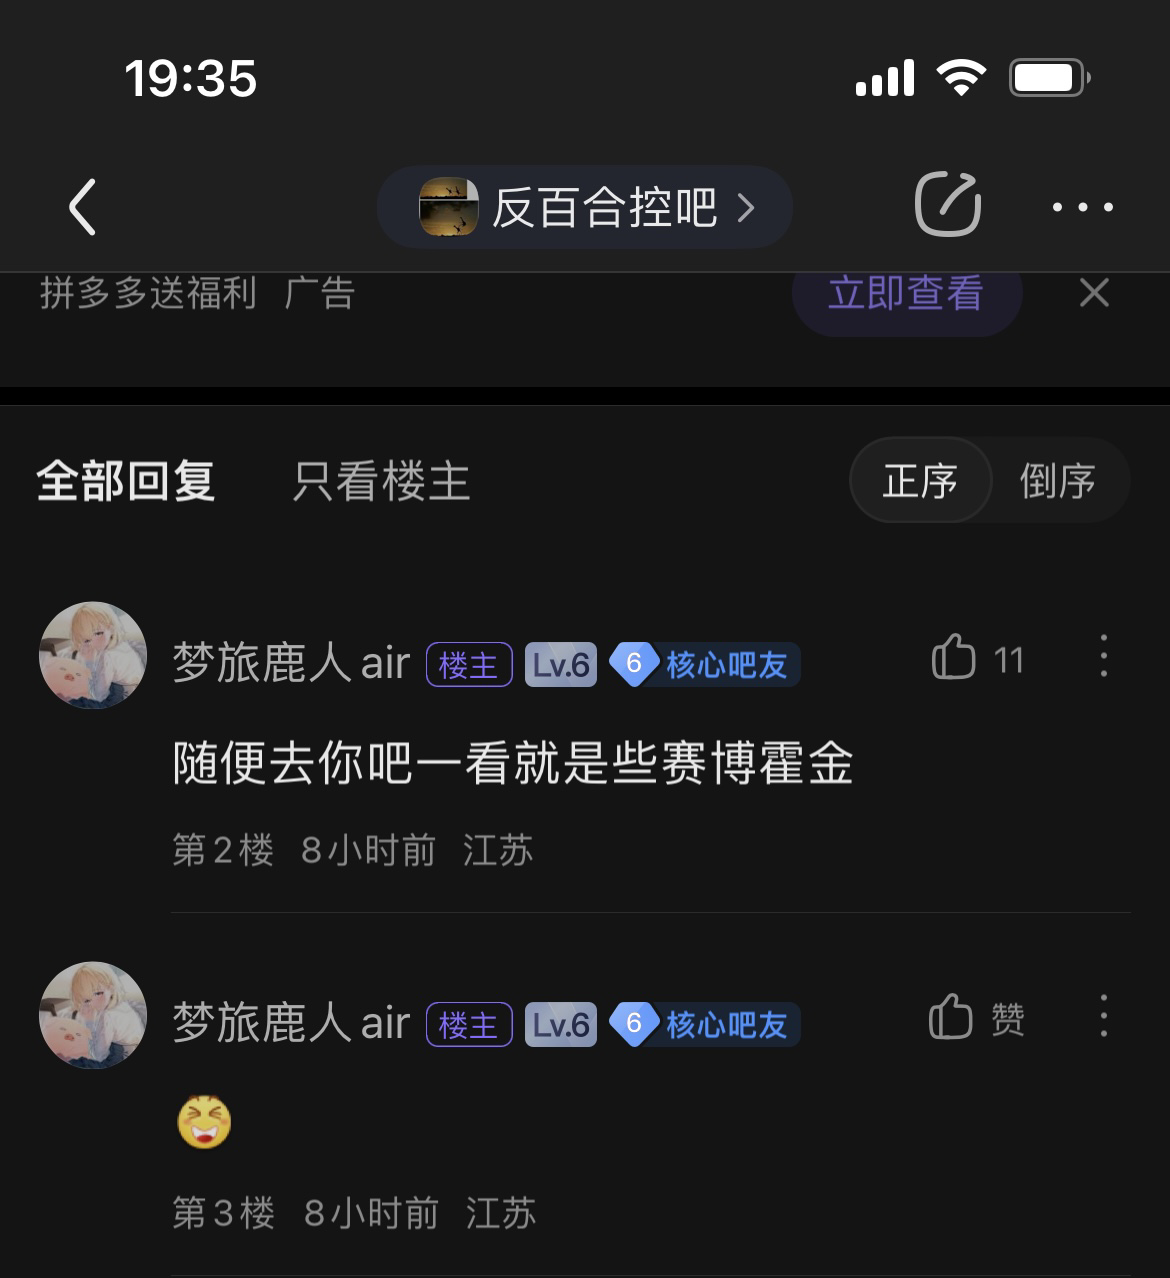 19:35
反百合控吧
拼多多送福利 广告 立即查看
全部回复 只看楼主 正序 倒序
梦旅鹿人air 楼主 Lv.6 6 核心吧友 11
随便去你吧一看就是些赛博霍金
第2楼 8小时前 江苏
梦旅鹿人air 楼主 Lv.6 6 核心吧友 赞
第3楼 8小时前 江苏